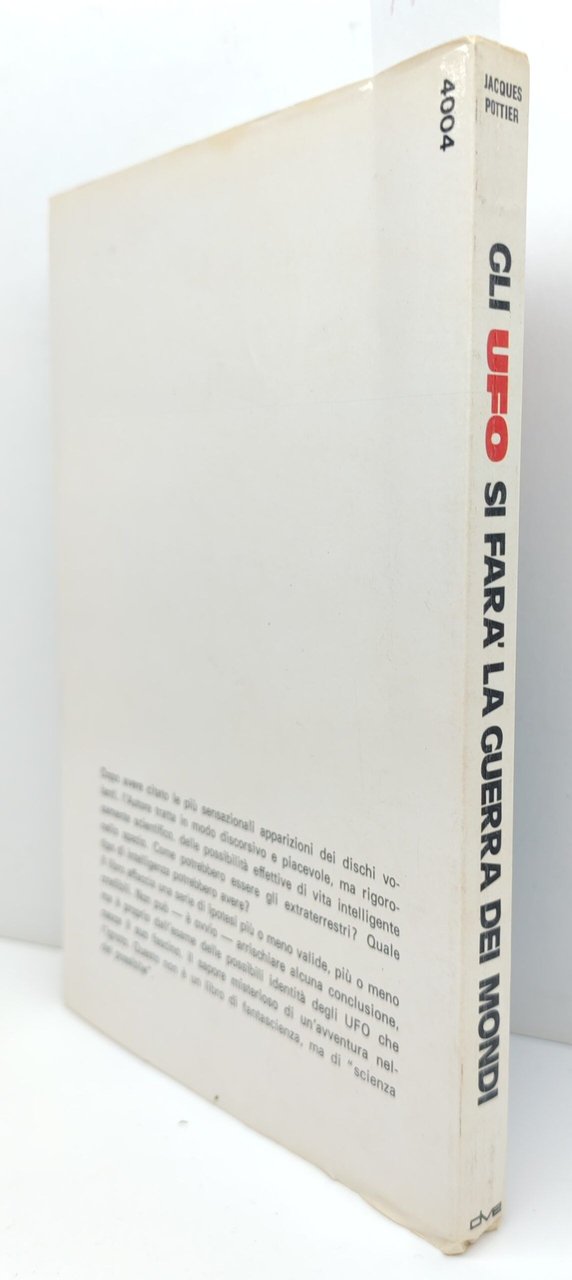 JACQUES
POTTIER
GLI UFO SI FARA' LA GUERRA DEI MONDI
DVE
4004
Dopo avere citato le più sensazionali apparizioni dei dischi vo-
lanti, l'Autore tratta in modo discorsivo e piacevole, ma rigoro-
samente scientifico, delle possibilità effettive di vita intelligente
nello spazio. Come potrebbero essere gli extraterrestri? Quale
tipo di intelligenza potrebbero avere?
Il libro affaccia una serie di ipotesi più o meno valide, più o meno
credibili. Non può — è ovvio — arrischiare alcuna conclusione,
ma è proprio dall'esame delle possibili identità degli UFO che
nasce il suo fascino, il sapore misterioso di un'avventura nel-
l'ignoto. Questo non è un libro di fantascienza, ma di "scienza
del possibile"